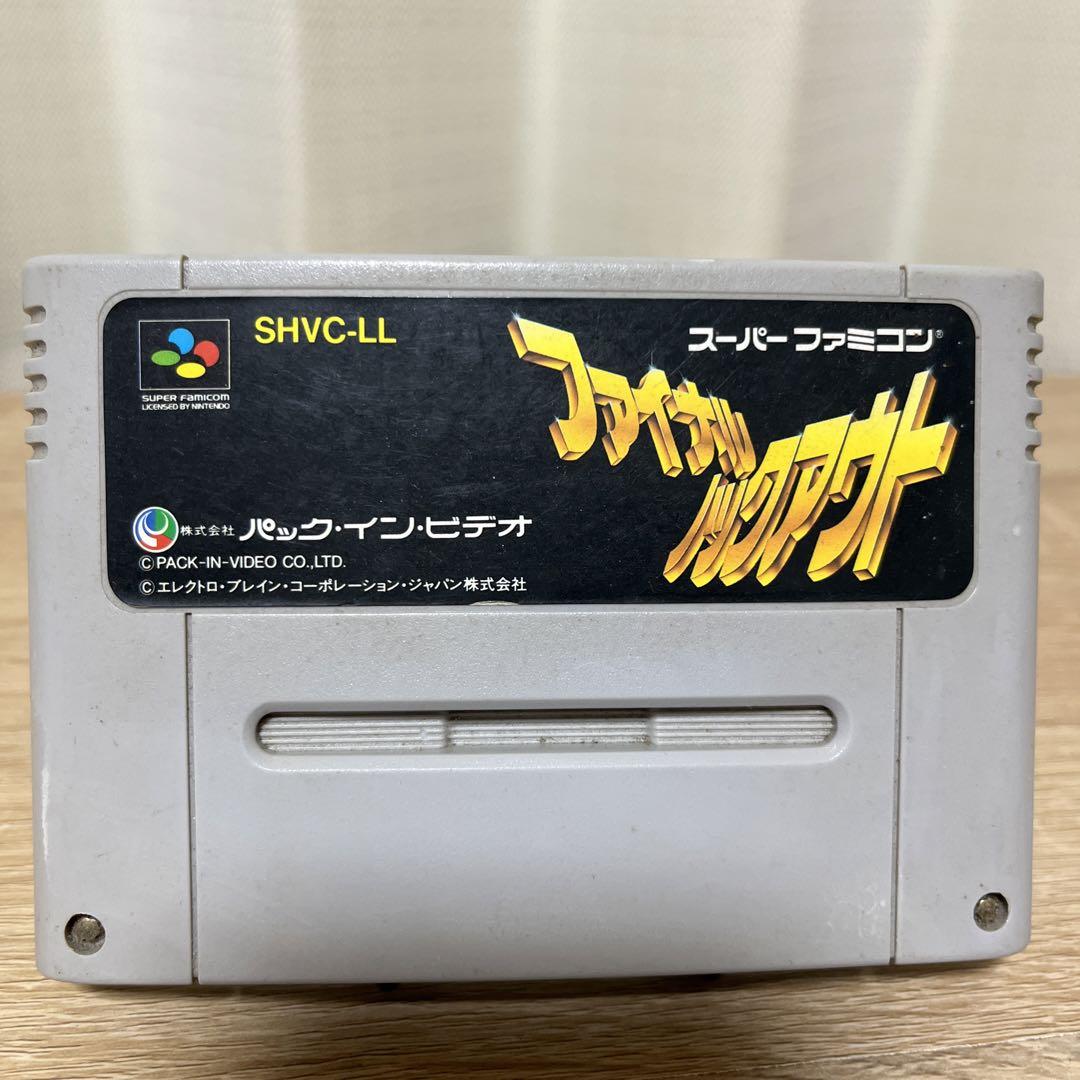 SHVC-LL
スーパーファミコン®
SUPER FAMICOM
LICENSED BY NINTENDO
ファイナル
ノックアウト
株式会社 パック・イン・ビデオ
©PACK-IN-VIDEO CO.,LTD.
©エレクトロ・ブレイン・コーポレーション・ジャパン株式会社